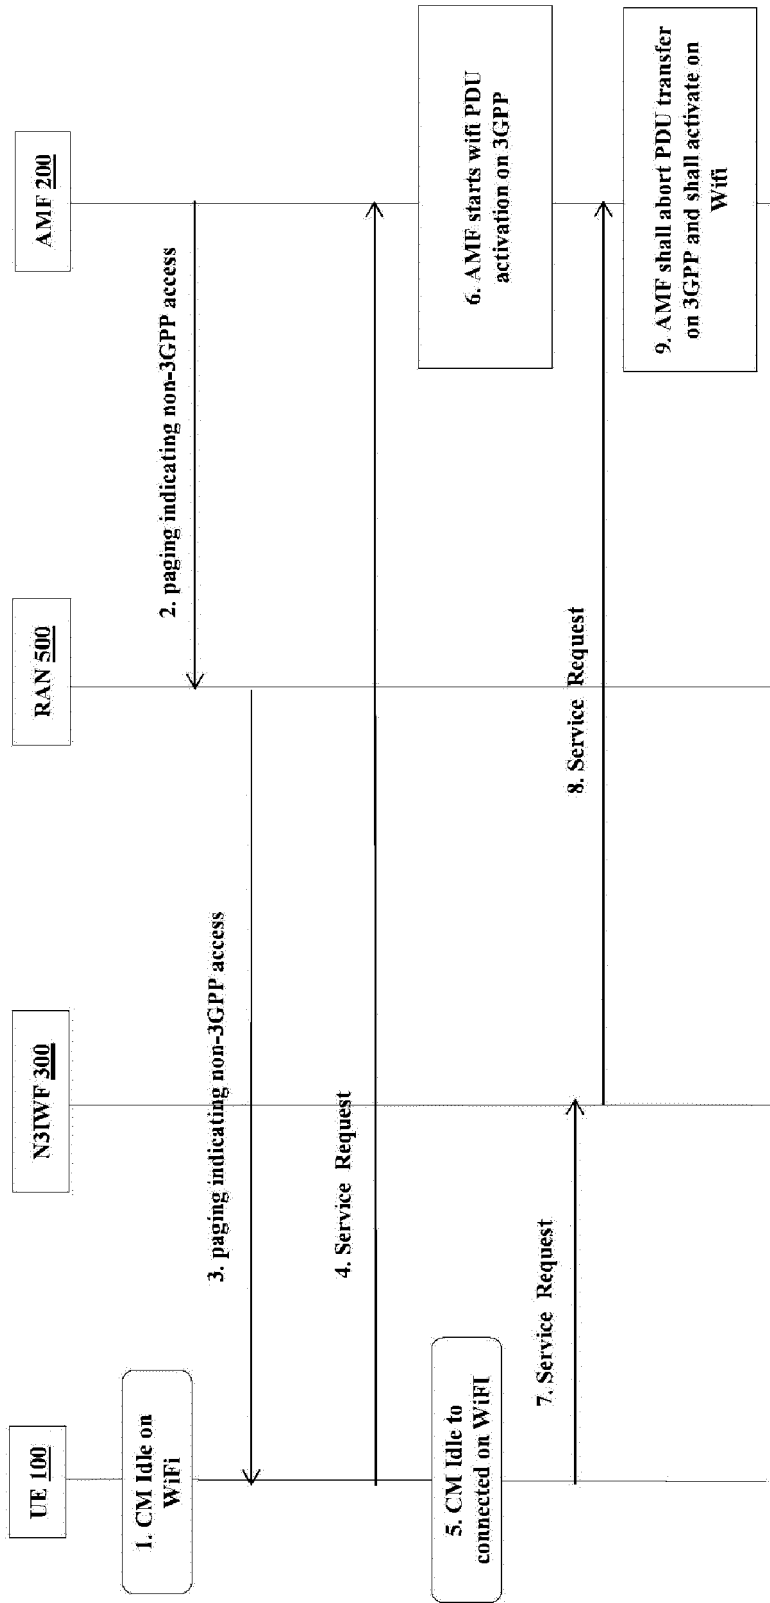 UE 100
N3IWF 300
RAN 500
AMF 200
1. CM Idle on
WiFi
2. paging indicating non-3GPP access
3. paging indicating non-3GPP access
4. Service Request
5. CM Idle to
connected on WiFI
6. AMF starts wifi PDU
activation on 3GPP
7. Service Request
8. Service Request
9. AMF shall abort PDU transfer
on 3GPP and shall activate on
Wifi